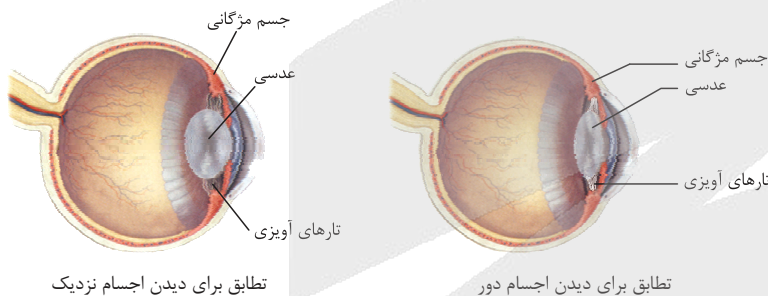 جسم مژگانی
عدسی
تارهای آویزی
تطابق برای دیدن اجسام دور
جسم مژگانی
عدسی
تارهای آویزی
تطابق برای دیدن اجسام نزدیک